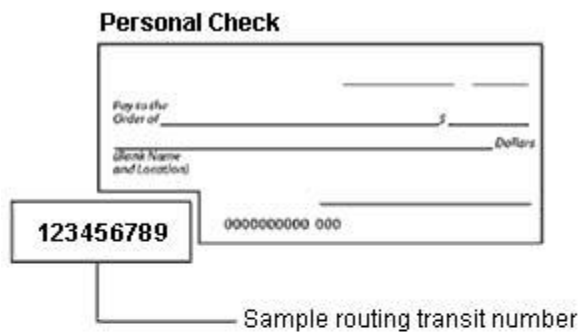 Personal Check
Pay to the
Order of $
Dollars
(Bank Name
and Location)
123456789
0000000000 000
Sample routing transit number